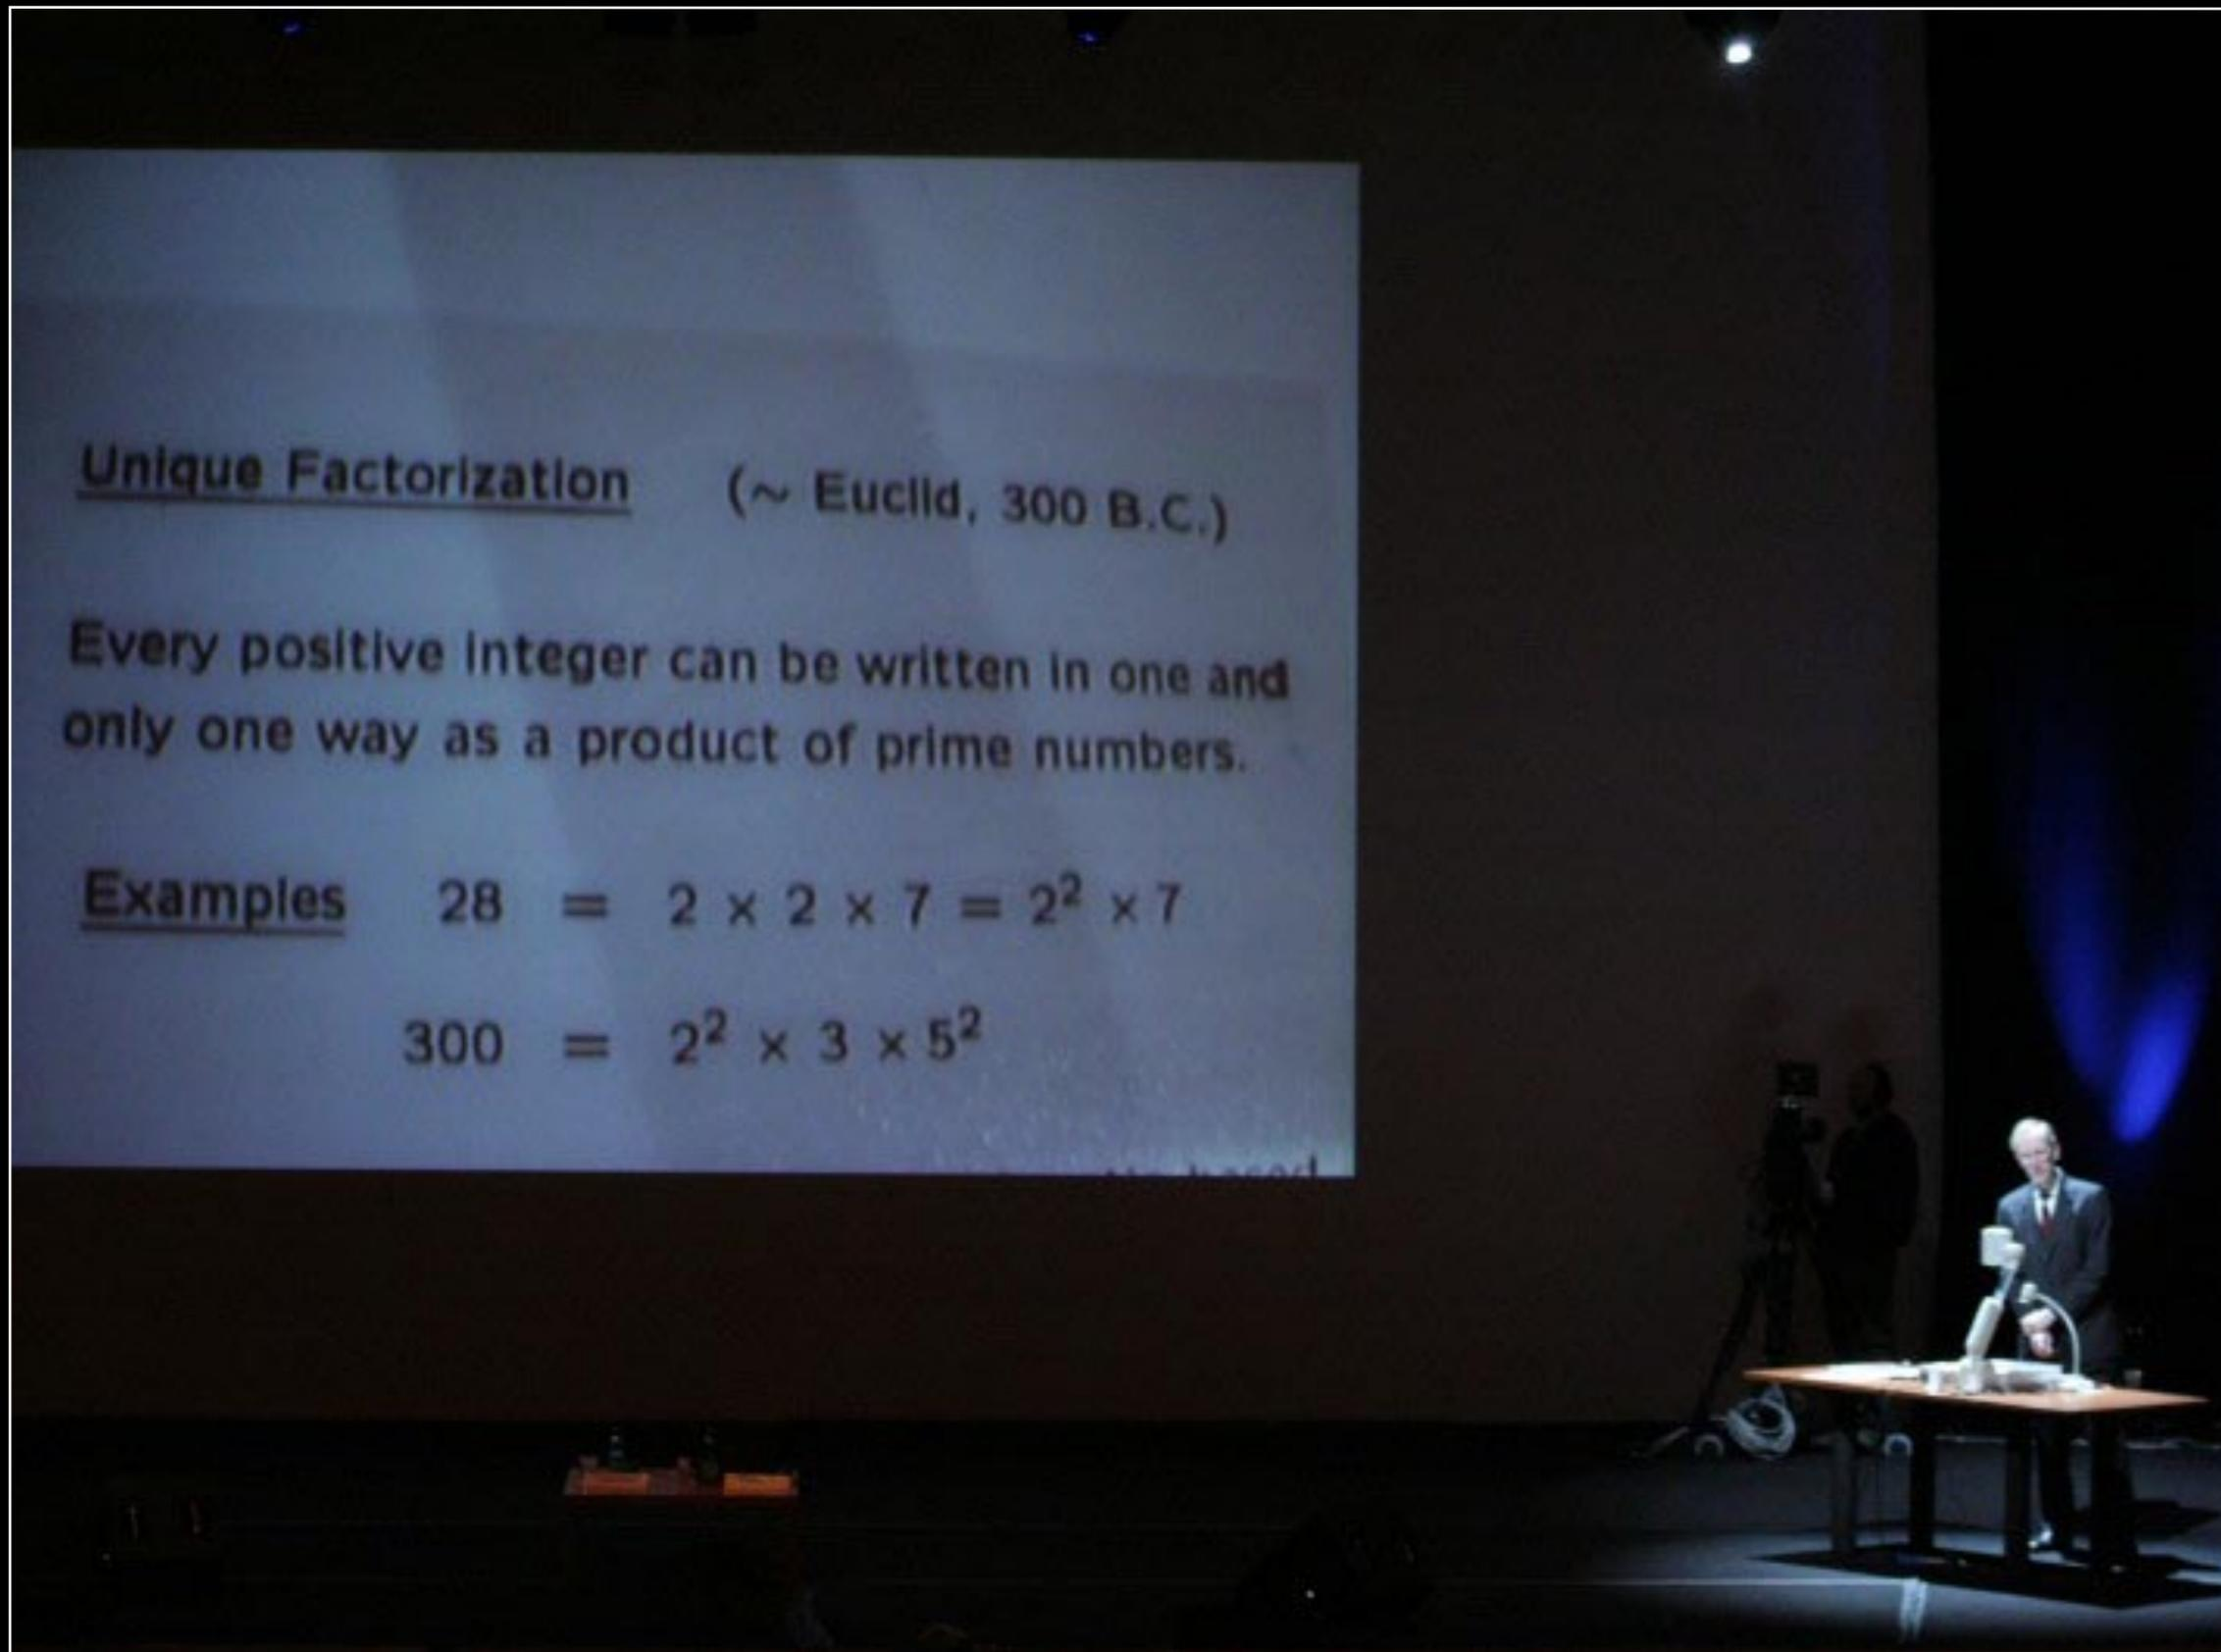 Unique Factorization (~ Euclid, 300 B.C.)
Every positive integer can be written in one and
only one way as a product of prime numbers.
Examples 28 = 2 × 2 × 7 = 2² × 7
300 = 2² × 3 × 5²